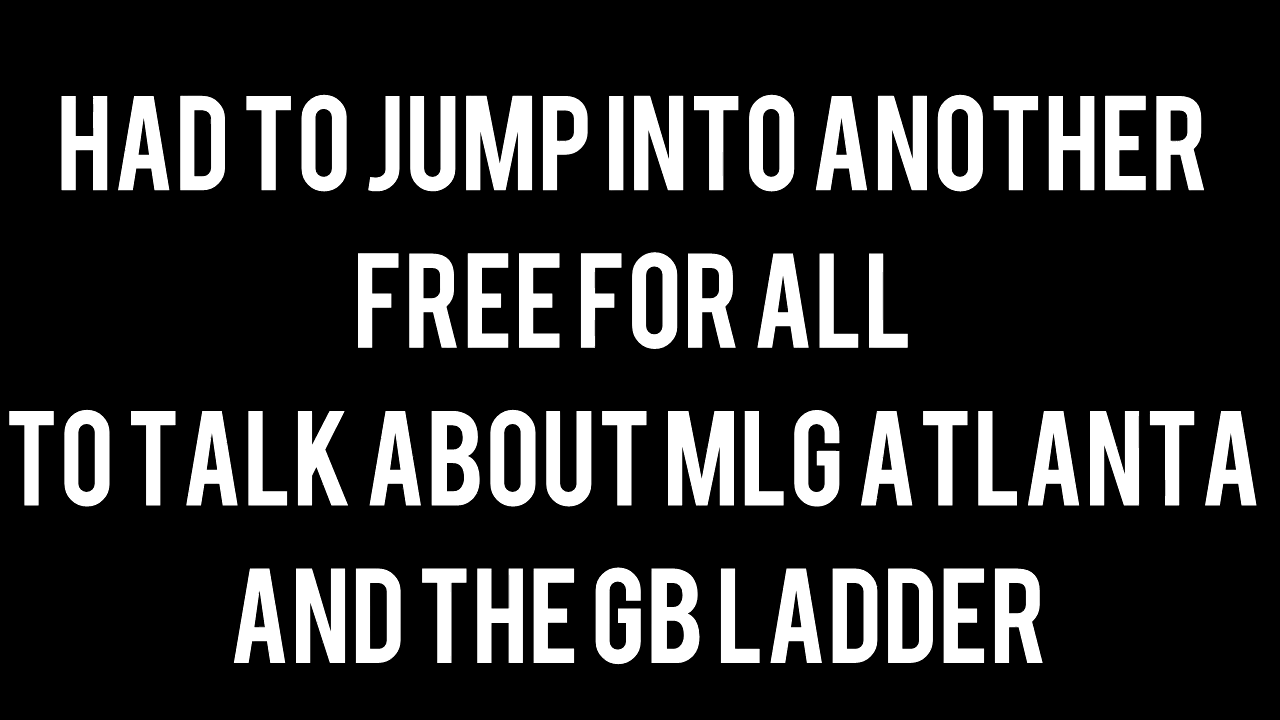 HAD TO JUMP INTO ANOTHER
FREE FOR ALL
TO TALK ABOUT MLG ATLANTA
AND THE GB LADDER